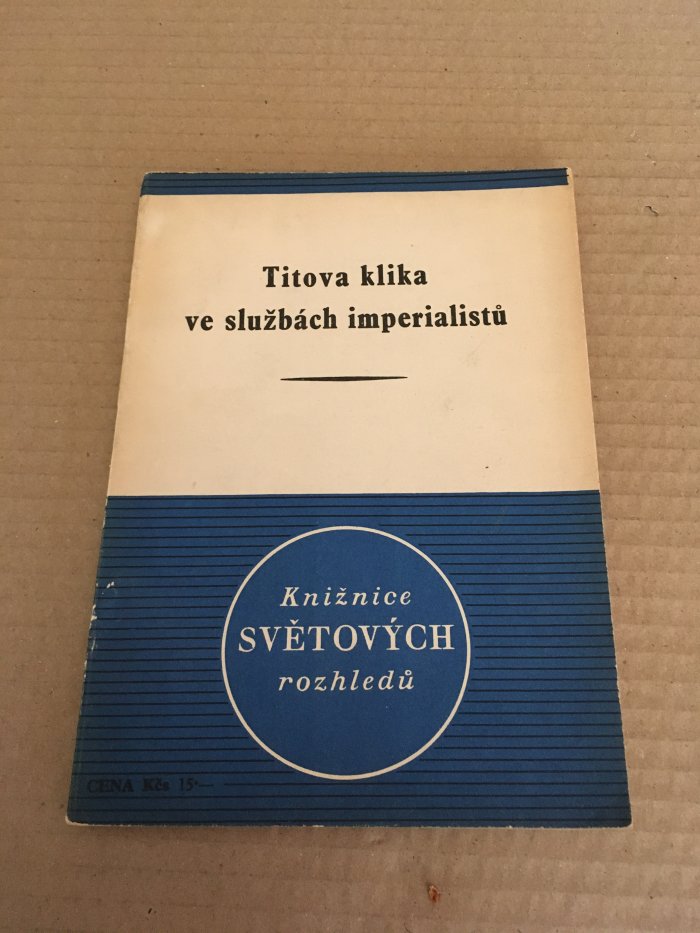 Titova klika
ve službách imperialistů
Knižnice
SVĚTOVÝCH
rozhledů
CENA Kčs 15·—